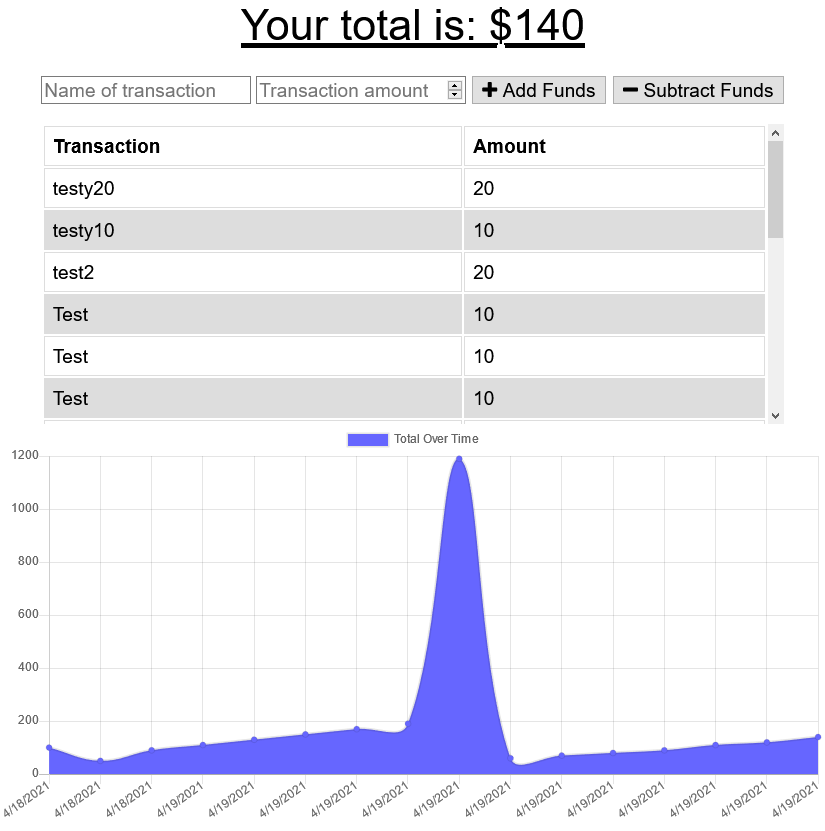 Your total is: $140
Name of transaction Transaction amount Add Funds Subtract Funds
Transaction Amount
testy20 20
testy10 10
test2 20
Test 10
Test 10
Test 10
Total Over Time
1200
1000
800
600
400
200
0
4/18/2021 4/18/2021 4/18/2021 4/19/2021 4/19/2021 4/19/2021 4/19/2021 4/19/2021 4/19/2021 4/19/2021 4/19/2021 4/19/2021 4/19/2021 4/19/2021 4/19/2021 4/19/2021